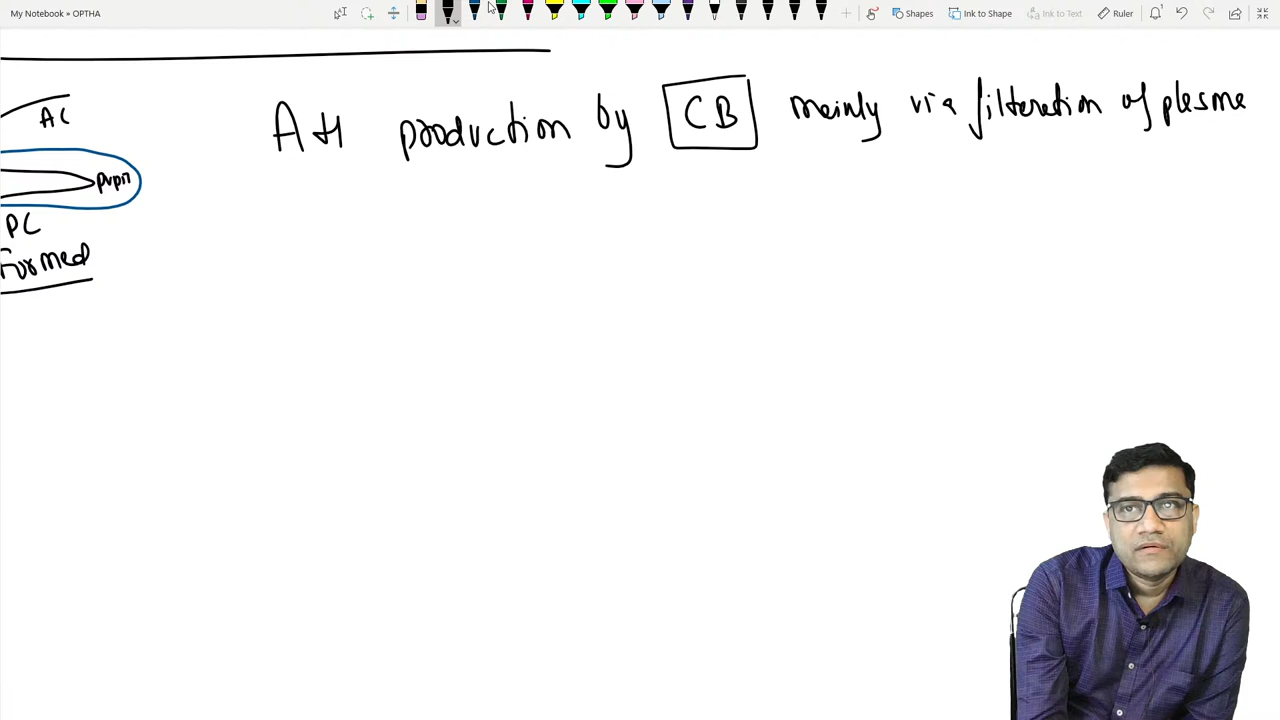 My Notebook » OPTHA
Shapes Ink to Shape Ink to Text Ruler
AC
AH production by CB mainly via filteration of plesme
pupil
PC
Formed